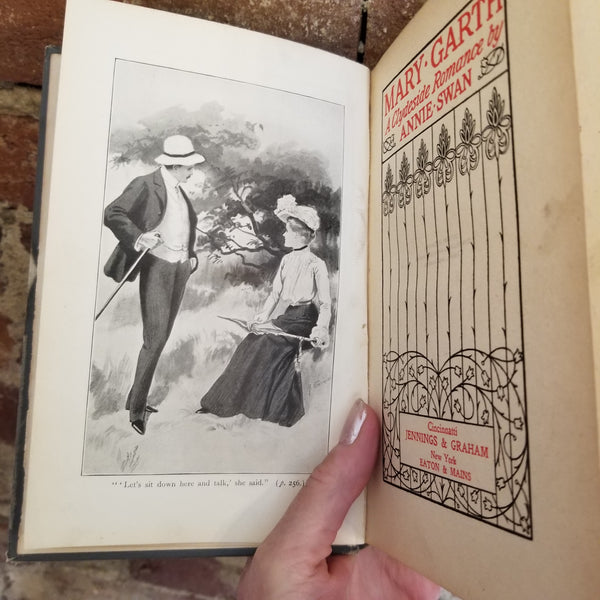 "'Let's sit down here and talk,' she said." (p. 256.)
MARY · GARTH
A Clydeside Romance by
ANNIE · SWAN
Cincinnatti
JENNINGS & GRAHAM
New York
EATON & MAINS